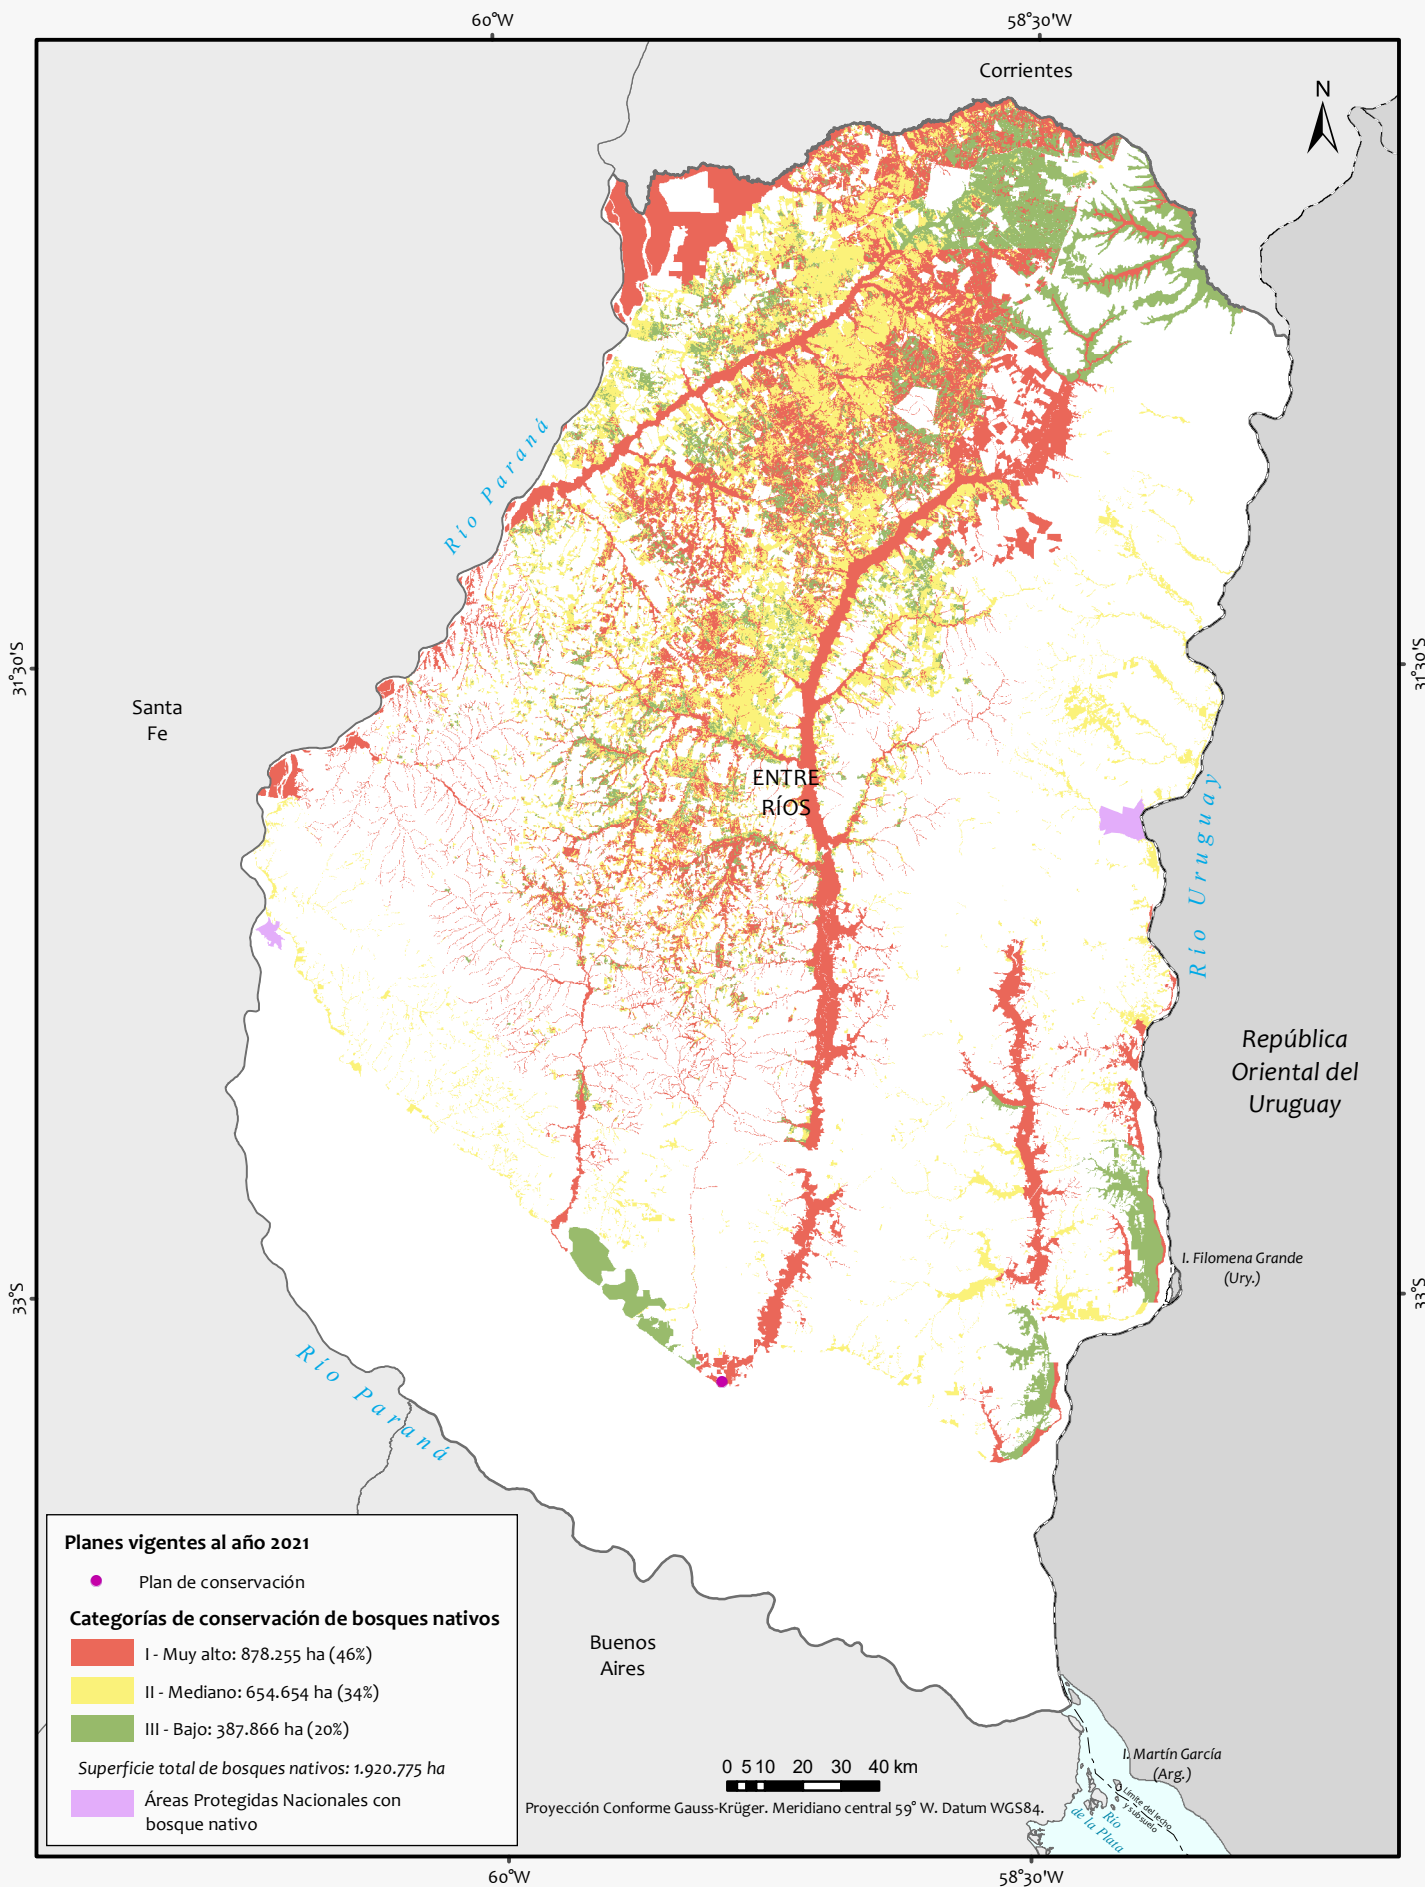 60°W
58°30'W
Corrientes
N
Río Paraná
31°30'S
31°30'S
Santa
Fe
ENTRE
RÍOS
Río Uruguay
República
Oriental del
Uruguay
I. Filomena Grande
(Ury.)
33°S
33°S
Río Paraná
Planes vigentes al año 2021
Plan de conservación
Categorías de conservación de bosques nativos
I - Muy alto: 878.255 ha (46%)
II - Mediano: 654.654 ha (34%)
III - Bajo: 387.866 ha (20%)
Superficie total de bosques nativos: 1.920.775 ha
Áreas Protegidas Nacionales con
bosque nativo
Buenos
Aires
0 5 10 20 30 40 km
Proyección Conforme Gauss-Krüger. Meridiano central 59° W. Datum WGS84.
I. Martín García
(Arg.)
Límite del lecho
y subsuelo
Río
de la Plata
60°W
58°30'W